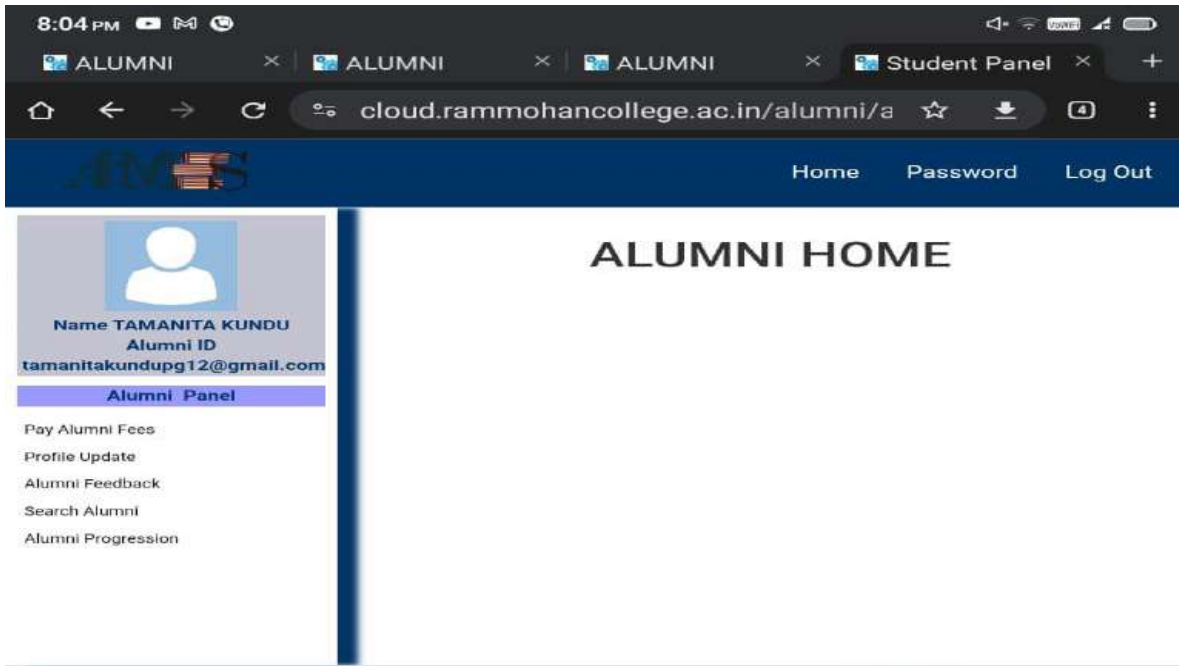 8:04 PM
ALUMNI
ALUMNI
ALUMNI
Student Panel
cloud.rammohancollege.ac.in/alumni/a
4
Home Password Log Out
ALUMNI HOME
Name TAMANITA KUNDU
Alumni ID
tamanitakundupg12@gmail.com
Alumni Panel
Pay Alumni Fees
Profile Update
Alumni Feedback
Search Alumni
Alumni Progression